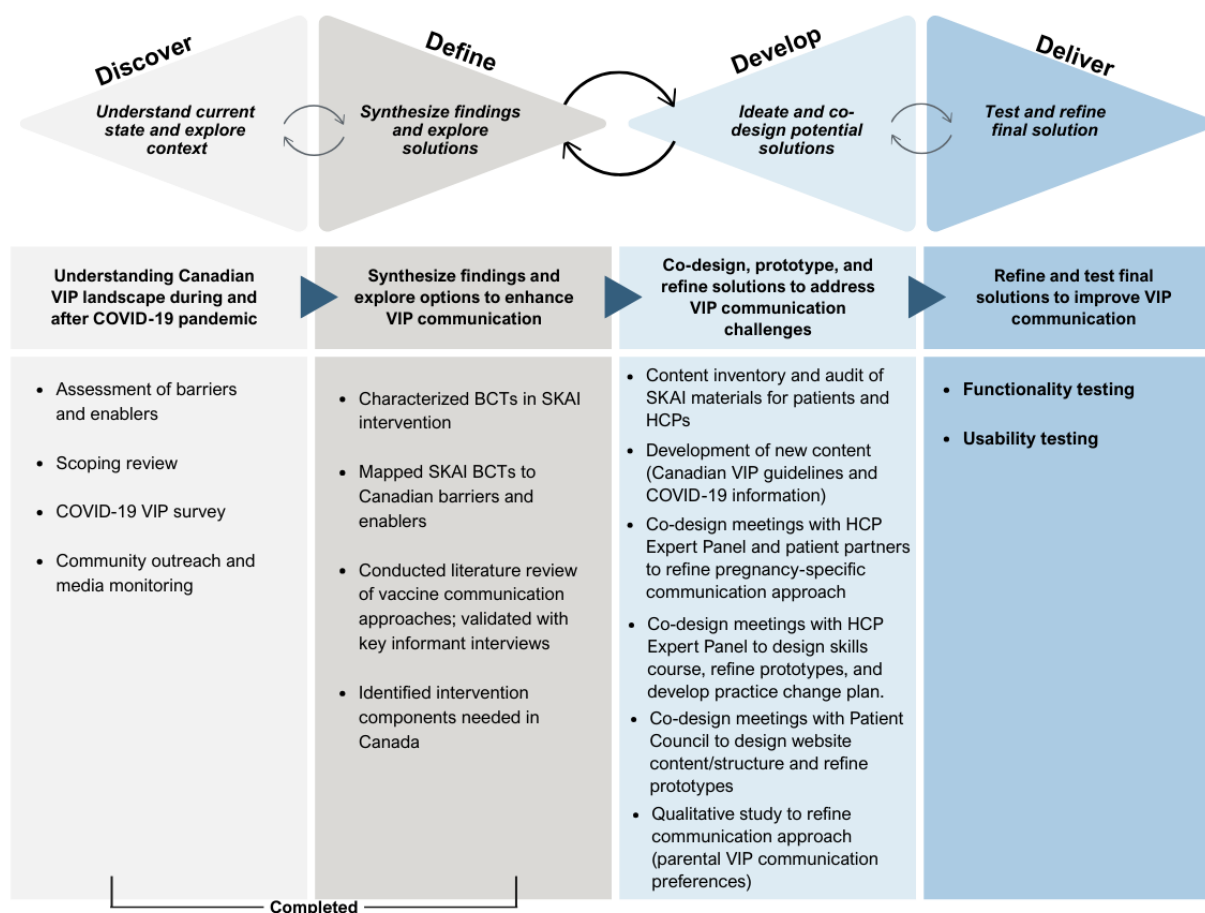 Discover
Understand current
state and explore
context
Define
Synthesize findings
and explore
solutions
Develop
Ideate and co-
design potential
solutions
Deliver
Test and refine
final solution
Understanding Canadian
VIP landscape during and
after COVID-19 pandemic
Synthesize findings and
explore options to enhance
VIP communication
Co-design, prototype, and
refine solutions to address
VIP communication
challenges
Refine and test final
solutions to improve VIP
communication
• Assessment of barriers
and enablers
• Scoping review
• COVID-19 VIP survey
• Community outreach and
media monitoring
• Characterized BCTs in SKAI
intervention
• Mapped SKAI BCTs to
Canadian barriers and
enablers
• Conducted literature review
of vaccine communication
approaches; validated with
key informant interviews
• Identified intervention
components needed in
Canada
• Content inventory and audit of
SKAI materials for patients and
HCPs
• Development of new content
(Canadian VIP guidelines and
COVID-19 information)
• Co-design meetings with HCP
Expert Panel and patient partners
to refine pregnancy-specific
communication approach
• Co-design meetings with HCP
Expert Panel to design skills
course, refine prototypes, and
develop practice change plan.
• Co-design meetings with Patient
Council to design website
content/structure and refine
prototypes
• Qualitative study to refine
communication approach
(parental VIP communication
preferences)
• Functionality testing
• Usability testing
Completed